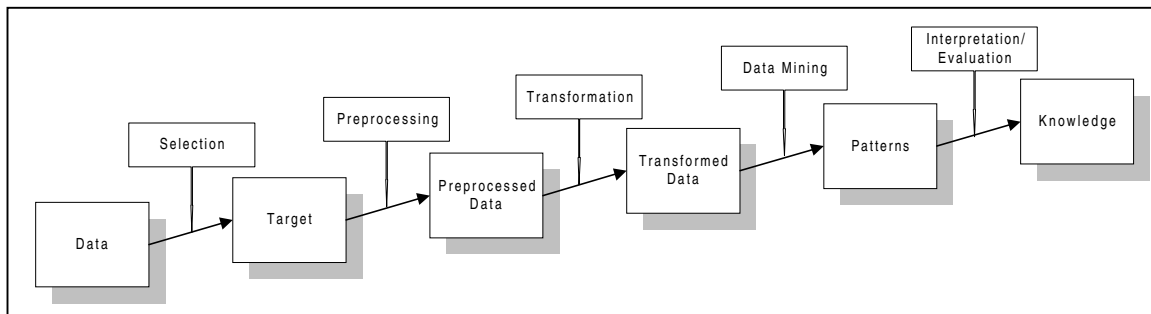 Data
Selection
Target
Preprocessing
Preprocessed
Data
Transformation
Transformed
Data
Data Mining
Patterns
Interpretation/
Evaluation
Knowledge